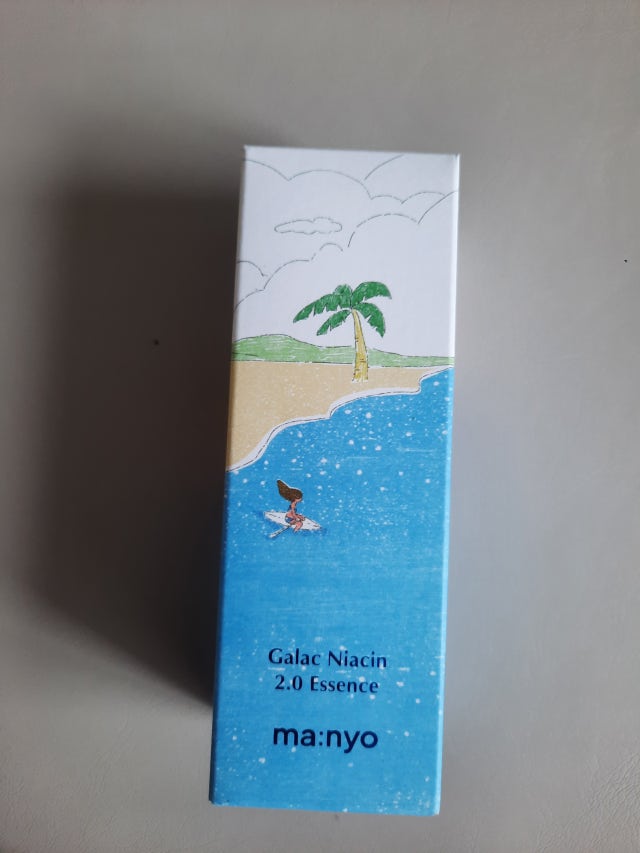 Galac Niacin
2.0 Essence
ma:nyo